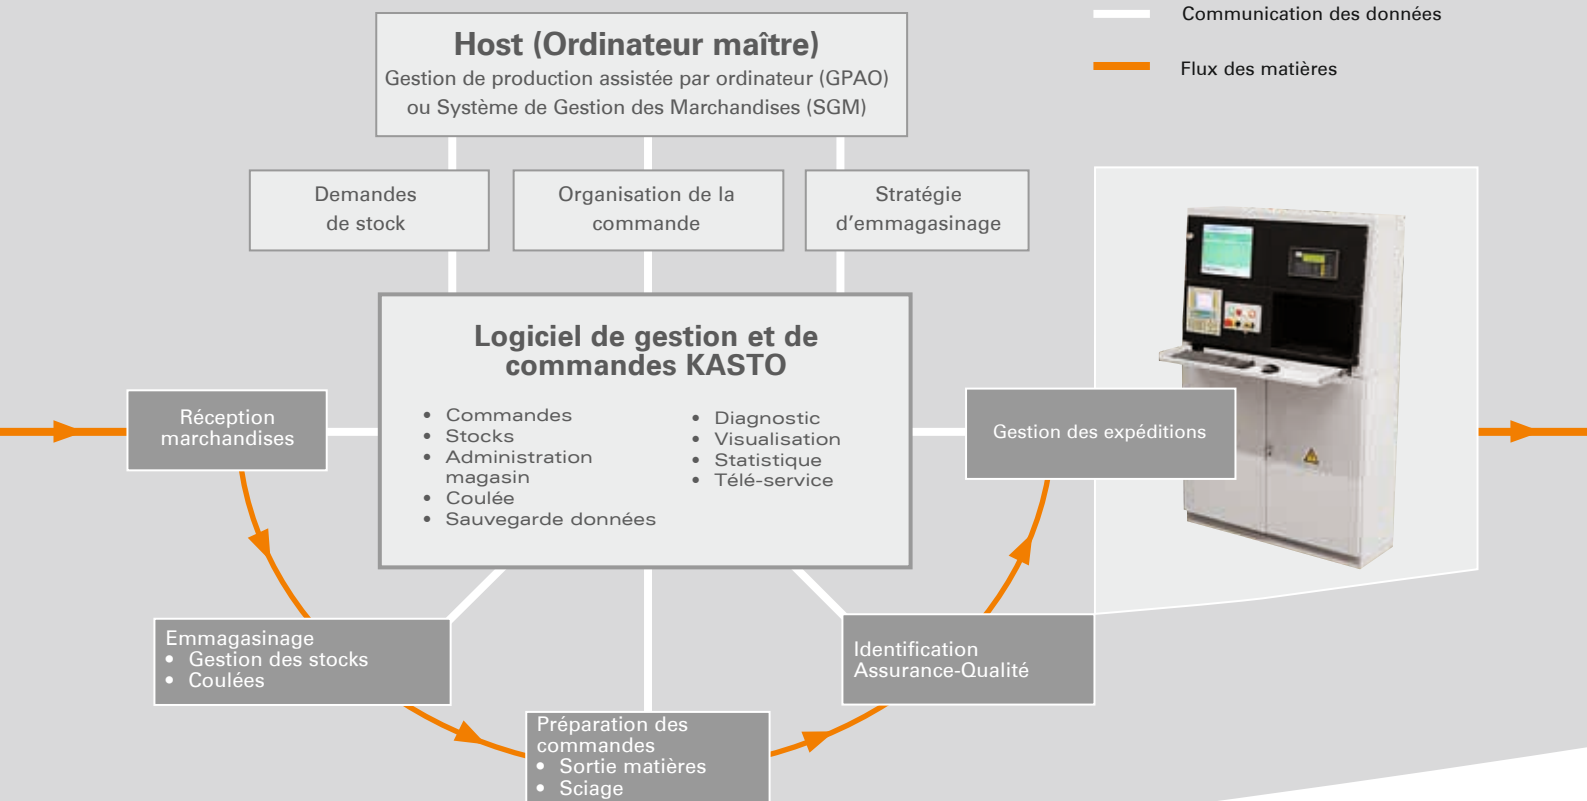 Communication des données
Flux des matières
Host (Ordinateur maître)
Gestion de production assistée par ordinateur (GPAO)
ou Système de Gestion des Marchandises (SGM)
Demandes
de stock
Organisation de la
commande
Stratégie
d'emmagasinage
Logiciel de gestion et de
commandes KASTO
• Commandes
• Stocks
• Administration
magasin
• Coulée
• Sauvegarde données
• Diagnostic
• Visualisation
• Statistique
• Télé-service
Réception
marchandises
Gestion des expéditions
Emmagasinage
• Gestion des stocks
• Coulées
Identification
Assurance-Qualité
Préparation des
commandes
• Sortie matières
• Sciage